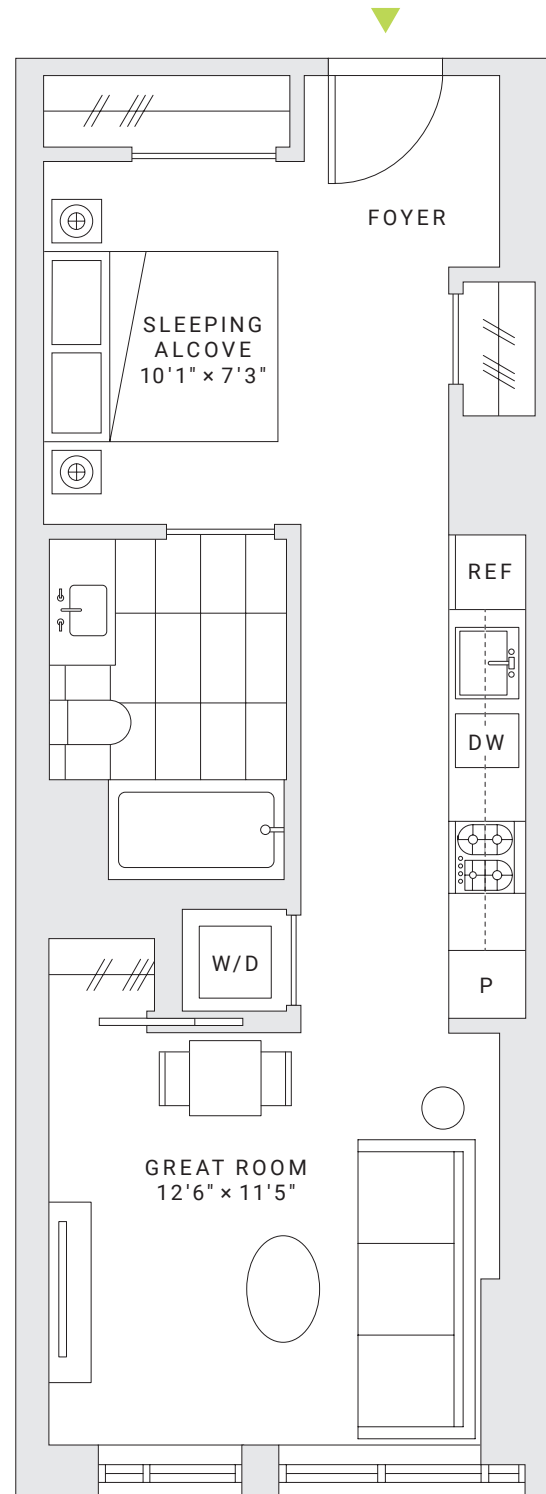 FOYER
SLEEPING
ALCOVE
10'1" × 7'3"
REF
DW
W/D
P
GREAT ROOM
12'6" × 11'5"